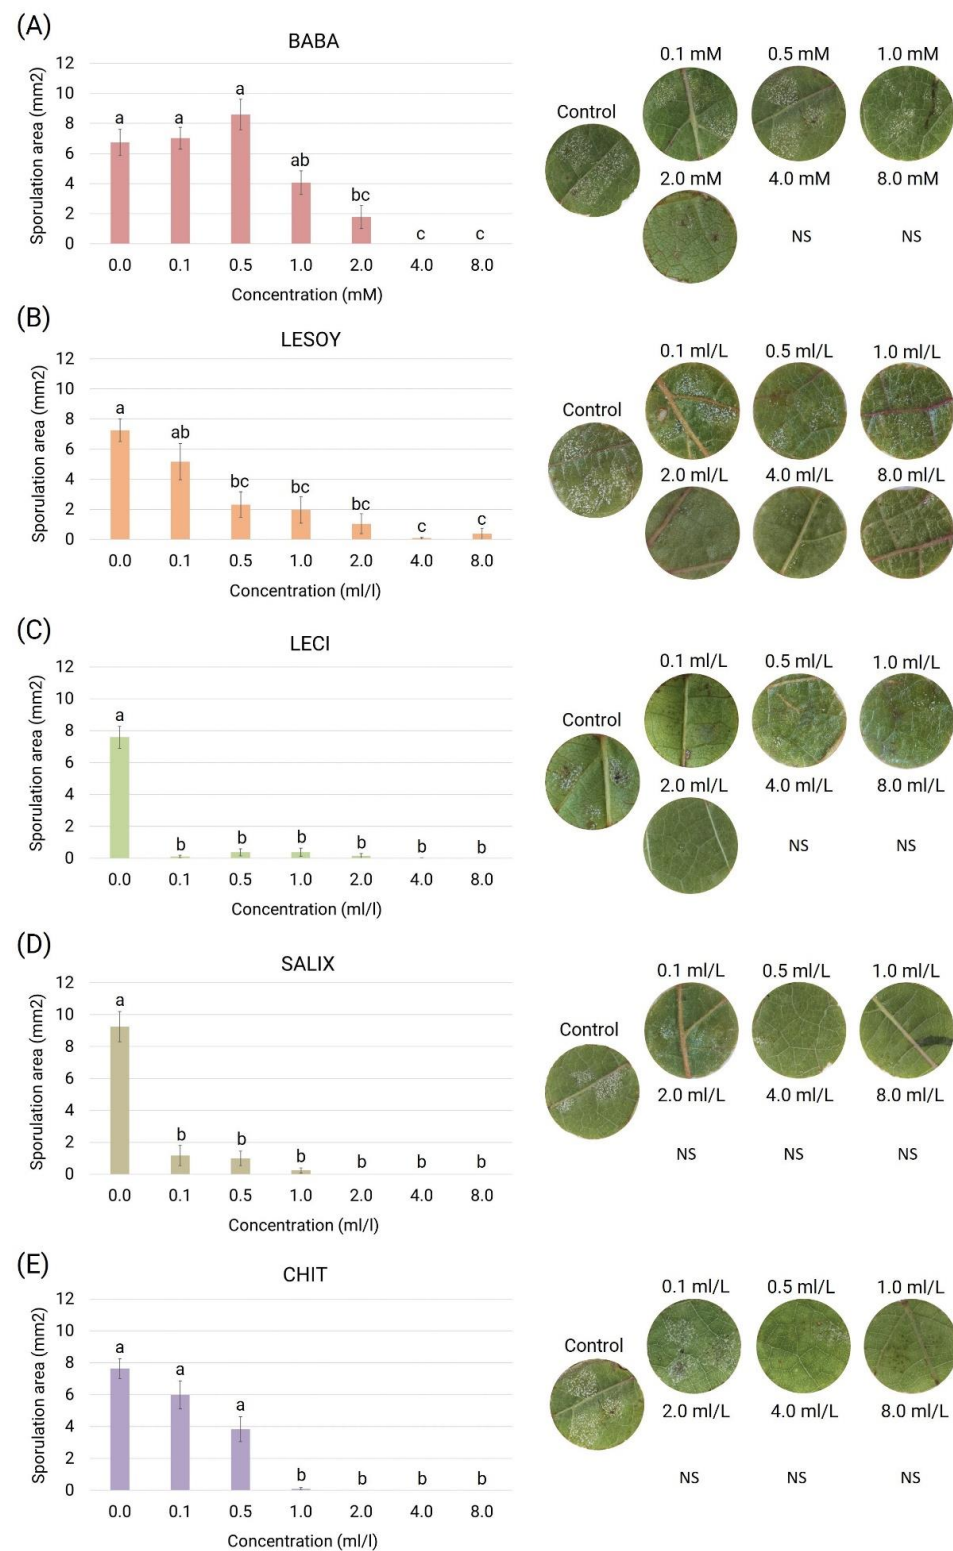 (A)
BABA
Sporulation area (mm2)
12
10
8
6
4
2
0
a a a ab bc c c
0.0 0.1 0.5 1.0 2.0 4.0 8.0
Concentration (mM)
Control
0.1 mM 0.5 mM 1.0 mM
2.0 mM 4.0 mM 8.0 mM
NS NS
(B)
LESOY
Sporulation area (mm2)
12
10
8
6
4
2
0
a ab bc bc bc c c
0.0 0.1 0.5 1.0 2.0 4.0 8.0
Concentration (ml/l)
Control
0.1 ml/L 0.5 ml/L 1.0 ml/L
2.0 ml/L 4.0 ml/L 8.0 ml/L
(C)
LECI
Sporulation area (mm2)
12
10
8
6
4
2
0
a b b b b b b
0.0 0.1 0.5 1.0 2.0 4.0 8.0
Concentration (ml/l)
Control
0.1 ml/L 0.5 ml/L 1.0 ml/L
2.0 ml/L 4.0 ml/L 8.0 ml/L
NS NS
(D)
SALIX
Sporulation area (mm2)
12
10
8
6
4
2
0
a b b b b b b
0.0 0.1 0.5 1.0 2.0 4.0 8.0
Concentration (ml/l)
Control
0.1 ml/L 0.5 ml/L 1.0 ml/L
2.0 ml/L 4.0 ml/L 8.0 ml/L
NS NS NS
(E)
CHIT
Sporulation area (mm2)
12
10
8
6
4
2
0
a a a b b b b
0.0 0.1 0.5 1.0 2.0 4.0 8.0
Concentration (ml/l)
Control
0.1 ml/L 0.5 ml/L 1.0 ml/L
2.0 ml/L 4.0 ml/L 8.0 ml/L
NS NS NS